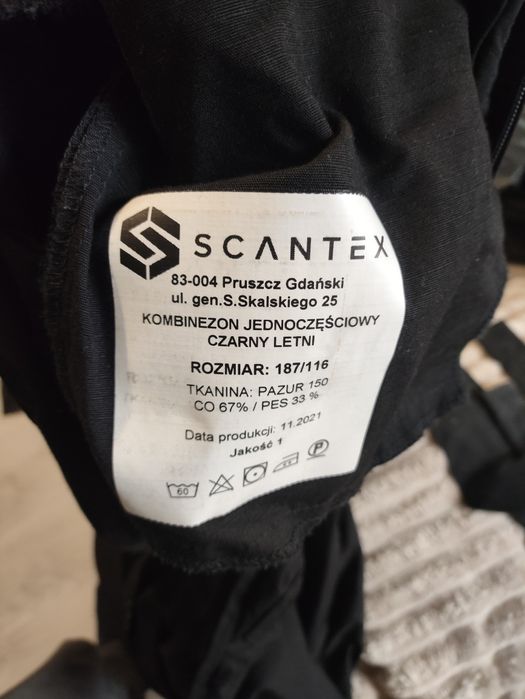 SCANTEX
83-004 Pruszcz Gdański
ul. gen.S.Skalskiego 25
KOMBINEZON JEDNOCZĘŚCIOWY
CZARNY LETNI
ROZMIAR: 187/116
TKANINA: PAZUR 150
CO 67% / PES 33 %
Data produkcji: 11.2021
Jakość 1
60 P